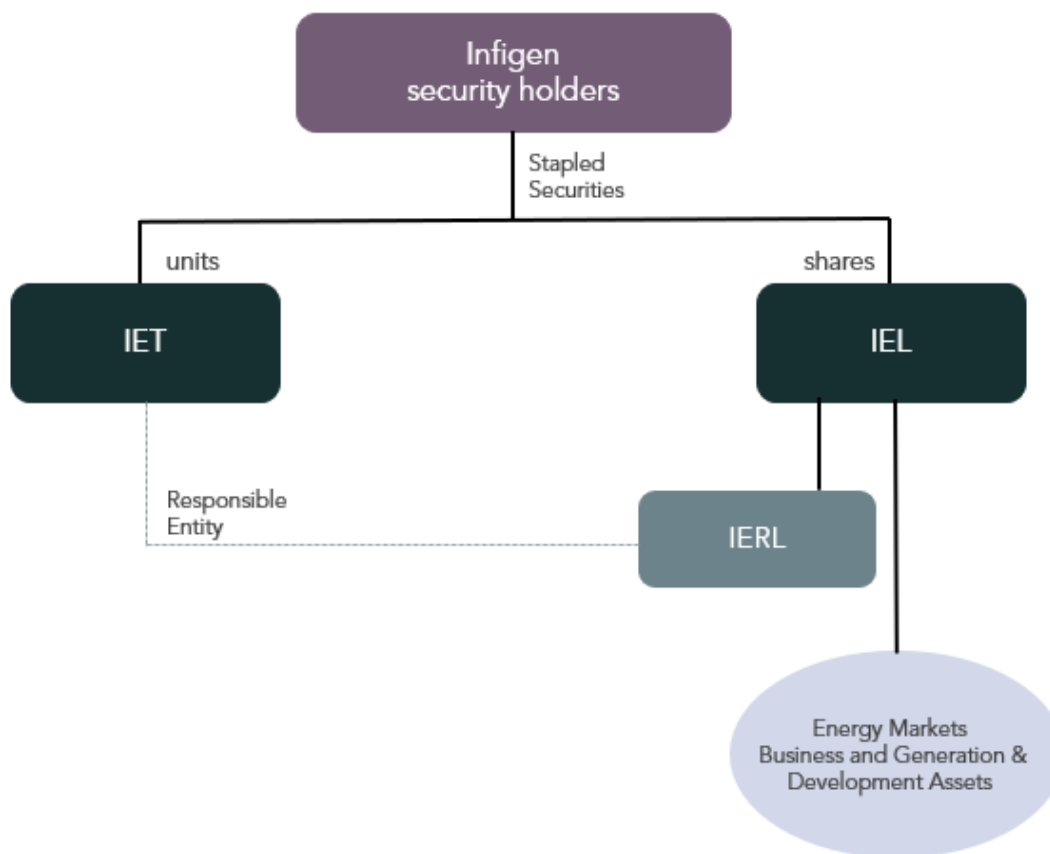 Infigen
security holders
Stapled
Securities
units
shares
IET
IEL
Responsible
Entity
IERL
Energy Markets
Business and Generation &
Development Assets